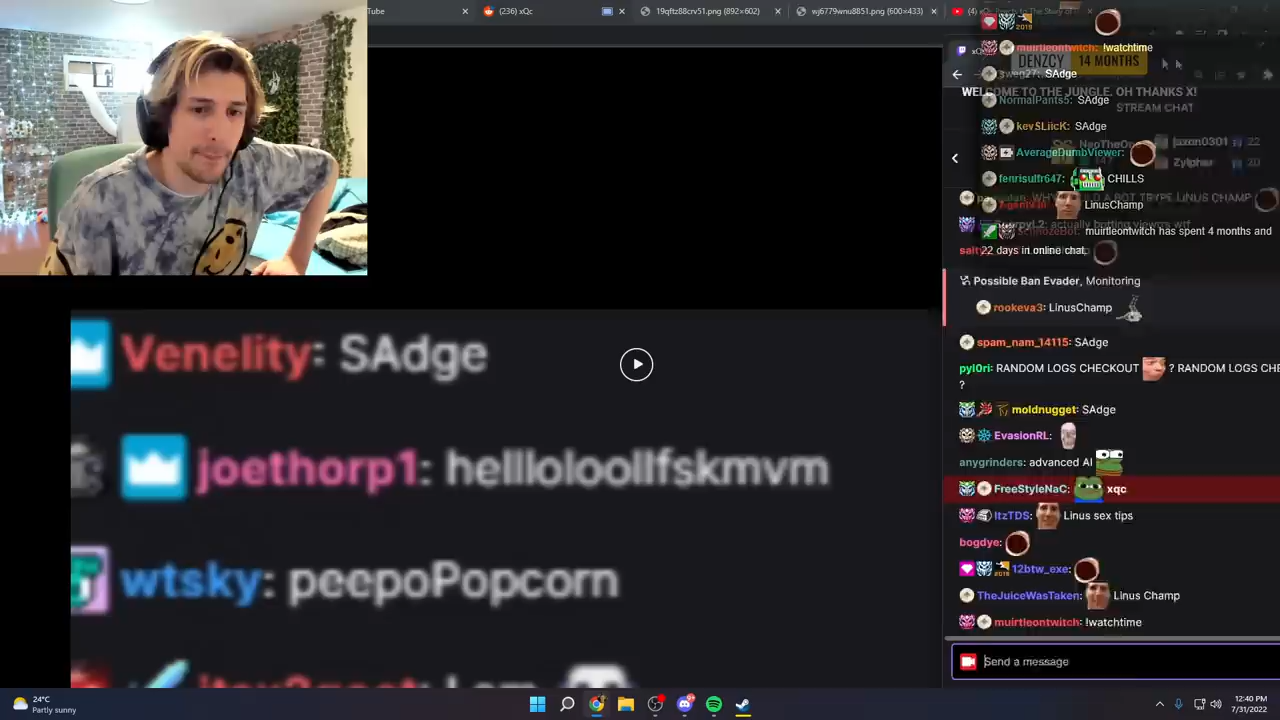 Tube
(236) xQc
19qftz88crv51.png (892×602)
wj6779wnu8851.png (600×433)
muirtleontwitch: !watchtime
DENZCY 14 MONTHS
SAdge
WELCOME TO THE JUNGLE. OH THANKS X!
NormalPants5: SAdge
STREAM CHAT
kevSLiicK: SAdge
AverageDumbViewer:
22
Zylpher 20
fenrisulfr647: CHILLS
LinusChamp
muirtleontwitch has spent 4 months and
22 days in online chat.
Possible Ban Evader, Monitoring
rookeva3: LinusChamp
spam_nam_14115: SAdge
pyl0ri: RANDOM LOGS CHECKOUT ? RANDOM LOGS CHE
?
moldnugget: SAdge
EvasionRL:
anygrinders: advanced AI
FreeStyleNaC: xqc
ItzTDS: Linus sex tips
bogdye:
12btw_exe:
TheJuiceWasTaken: Linus Champ
muirtleontwitch: !watchtime
Send a message
Venelity: SAdge
joethorp1: hellloloollfskmvm
wtsky: peepoPopcorn
24°C
Partly sunny
12:40 PM
7/31/2022